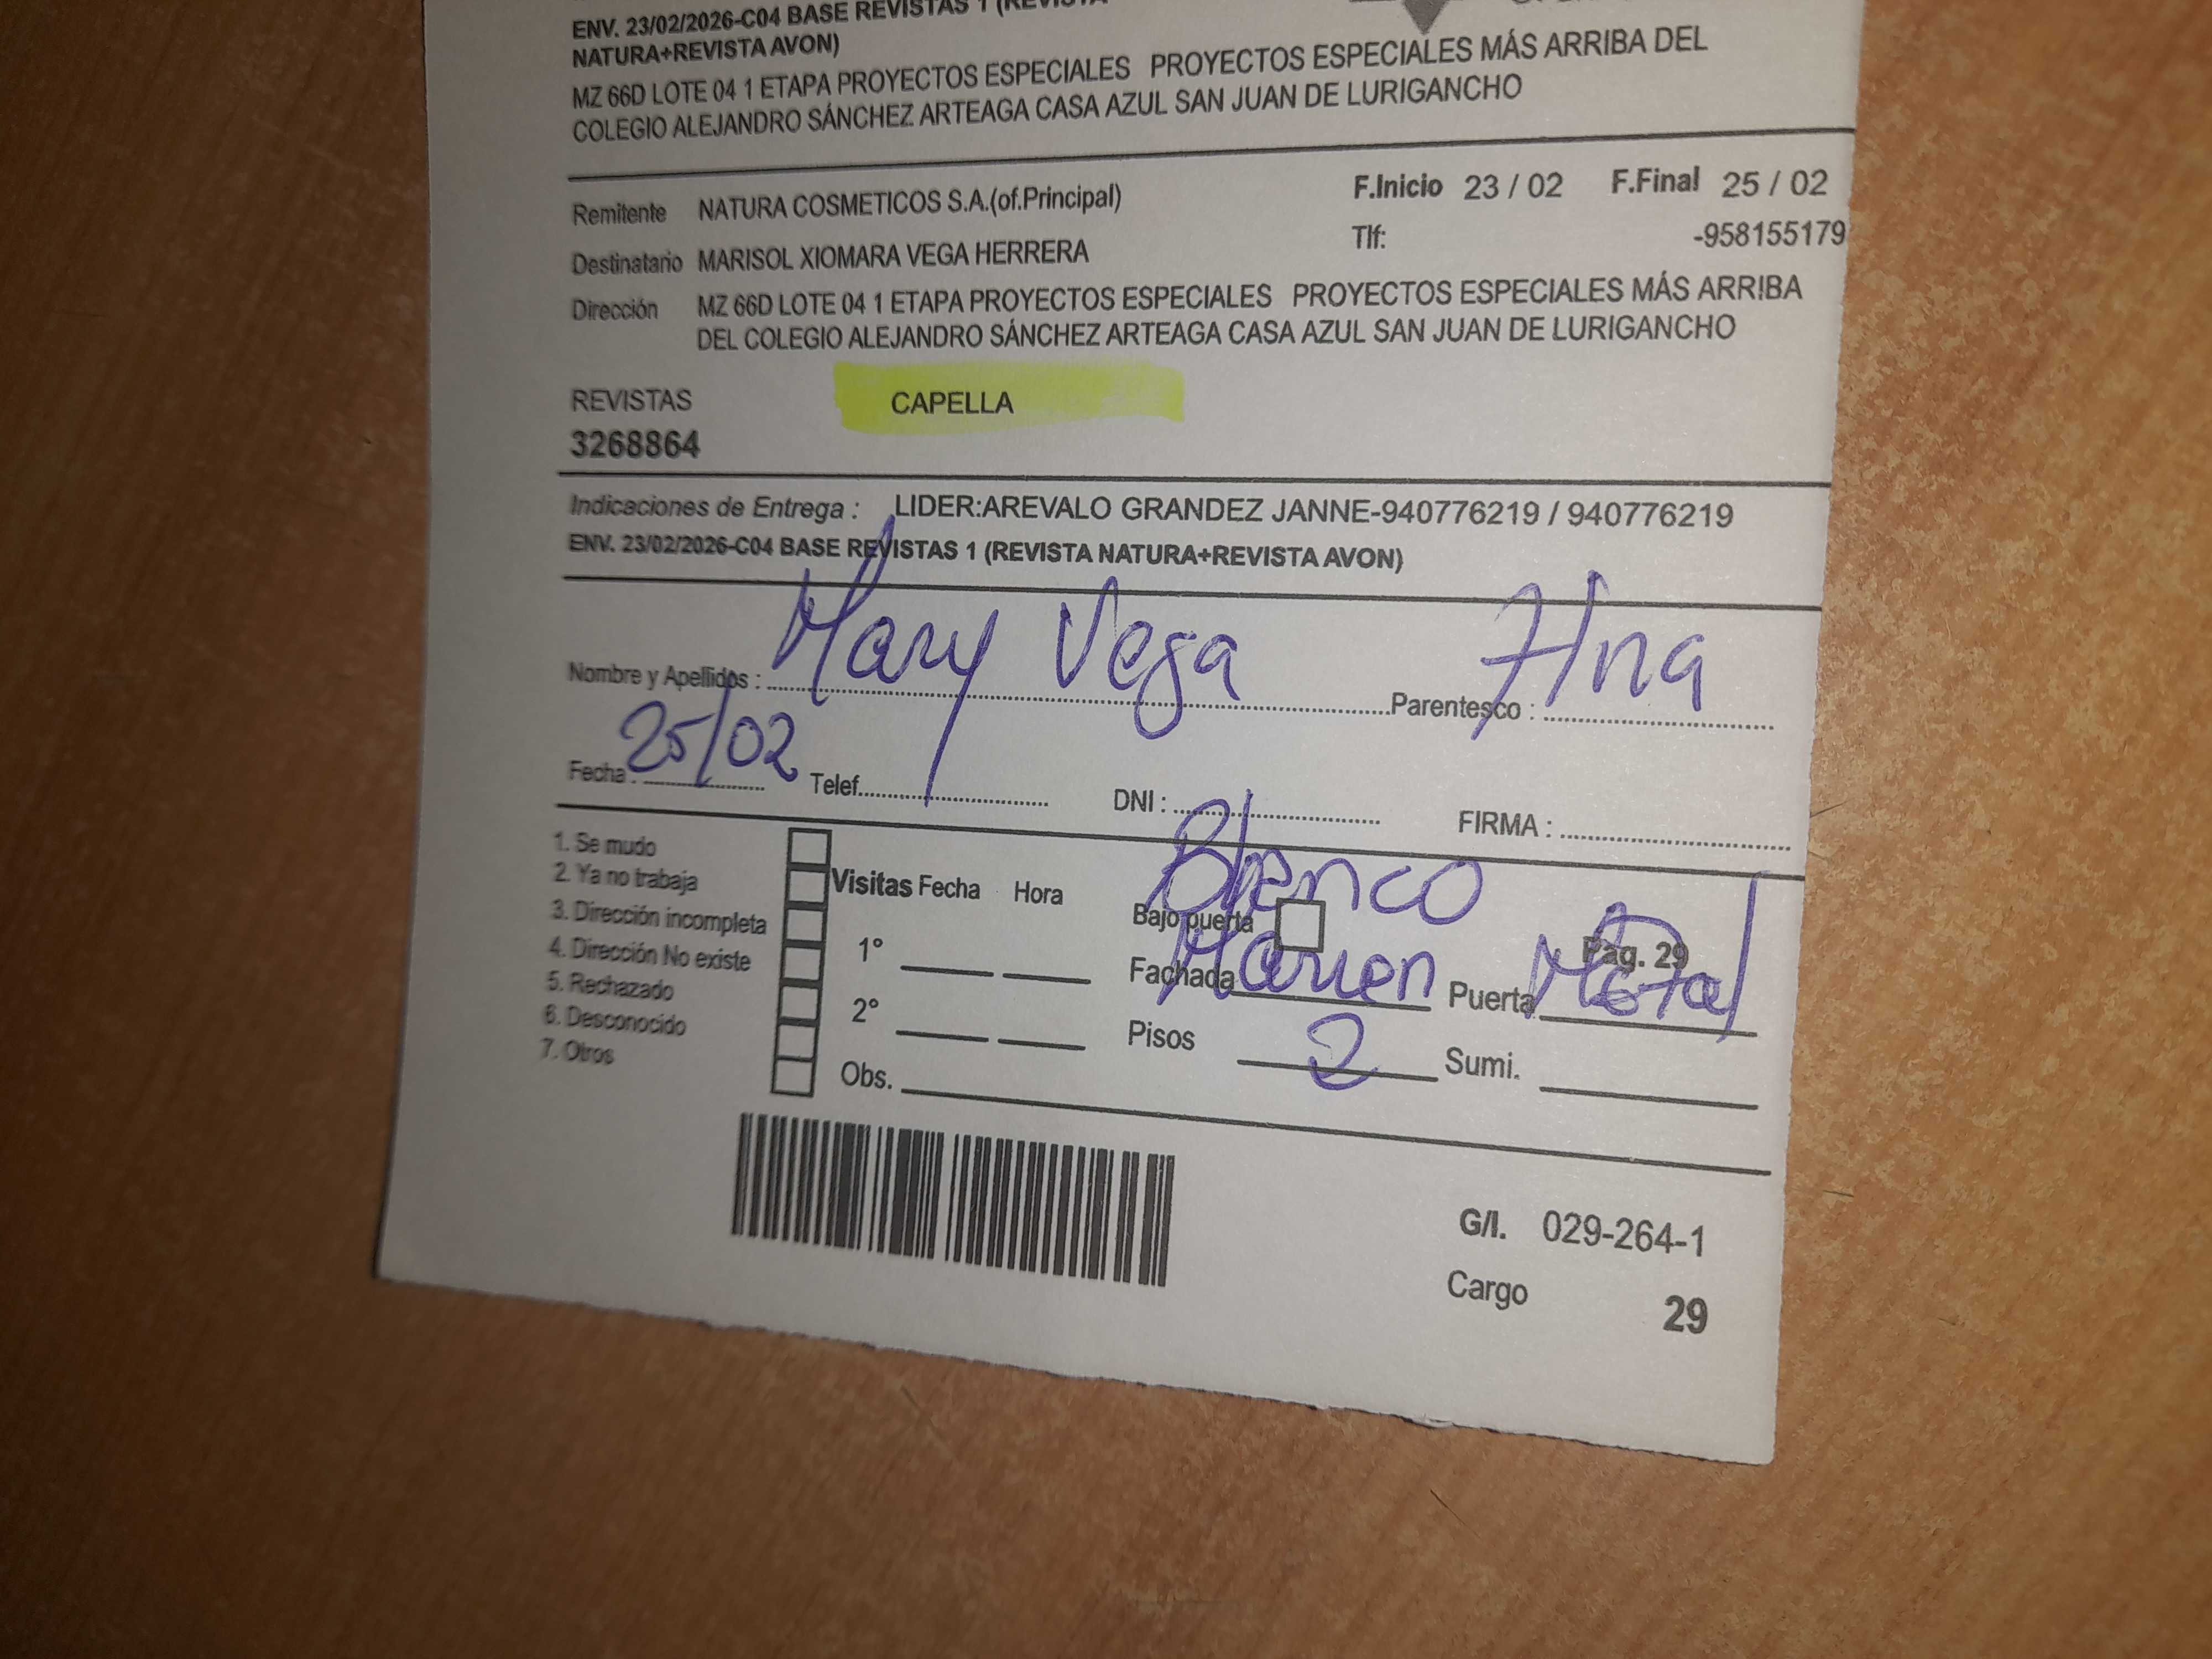 ENV. 23/02/2026-C04 BASE REVISTAS 1 (REVISTA
NATURA+REVISTA AVON)
MZ 66D LOTE 04 1 ETAPA PROYECTOS ESPECIALES PROYECTOS ESPECIALES MÁS ARRIBA DEL
COLEGIO ALEJANDRO SÁNCHEZ ARTEAGA CASA AZUL SAN JUAN DE LURIGANCHO
Remitente NATURA COSMETICOS S.A.(of.Principal) F.Inicio 23 / 02 F.Final 25 / 02
Destinatario MARISOL XIOMARA VEGA HERRERA Tlf: -958155179
Dirección MZ 66D LOTE 04 1 ETAPA PROYECTOS ESPECIALES PROYECTOS ESPECIALES MÁS ARRIBA
DEL COLEGIO ALEJANDRO SÁNCHEZ ARTEAGA CASA AZUL SAN JUAN DE LURIGANCHO
REVISTAS CAPELLA
3268864
Indicaciones de Entrega : LIDER:AREVALO GRANDEZ JANNE-940776219 / 940776219
ENV. 23/02/2026-C04 BASE REVISTAS 1 (REVISTA NATURA+REVISTA AVON)
Nombre y Apellidos : Mary Vega Parentesco : Hna
Fecha : 25/02 Telef. DNI : FIRMA :
1. Se mudo
2. Ya no trabaja Visitas Fecha Hora Blanco
3. Dirección incompleta Bajo puerta Pag. 29
4. Dirección No existe 1° Fachada Marren Puerta Metal
5. Rechazado
6. Desconocido 2° Pisos 2 Sumi.
7. Otros Obs.
G/I. 029-264-1
Cargo 29